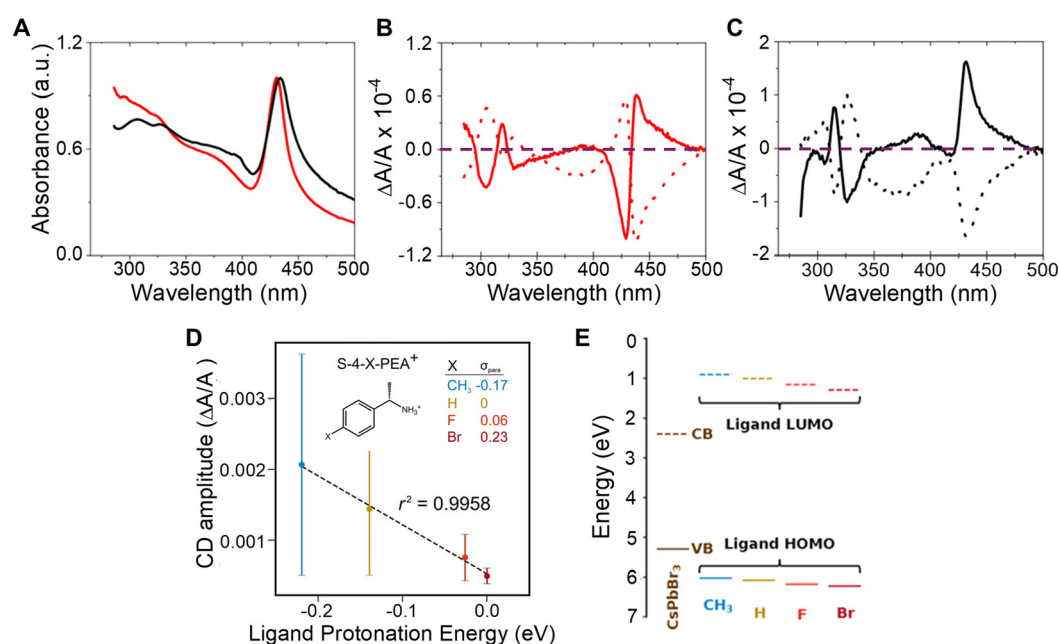 A
Absorbance (a.u.)
1.2
0.6
0.0
300 350 400 450 500
Wavelength (nm)
B
ΔA/A x 10⁻⁴
1.2
0.6
0.0
-0.6
-1.2
300 350 400 450 500
Wavelength (nm)
C
ΔA/A x 10⁻⁴
2
1
0
-1
-2
300 350 400 450 500
Wavelength (nm)
D
CD amplitude (ΔA/A)
0.003
0.002
0.001
S-4-X-PEA⁺
X
NH₃⁺
X σpara
CH₃ -0.17
H 0
F 0.06
Br 0.23
r² = 0.9958
-0.2 -0.1 0.0
Ligand Protonation Energy (eV)
E
Energy (eV)
0
1
2
3
4
5
6
7
Ligand LUMO
CB
Ligand HOMO
VB
CsPbBr₃
CH₃ H F Br